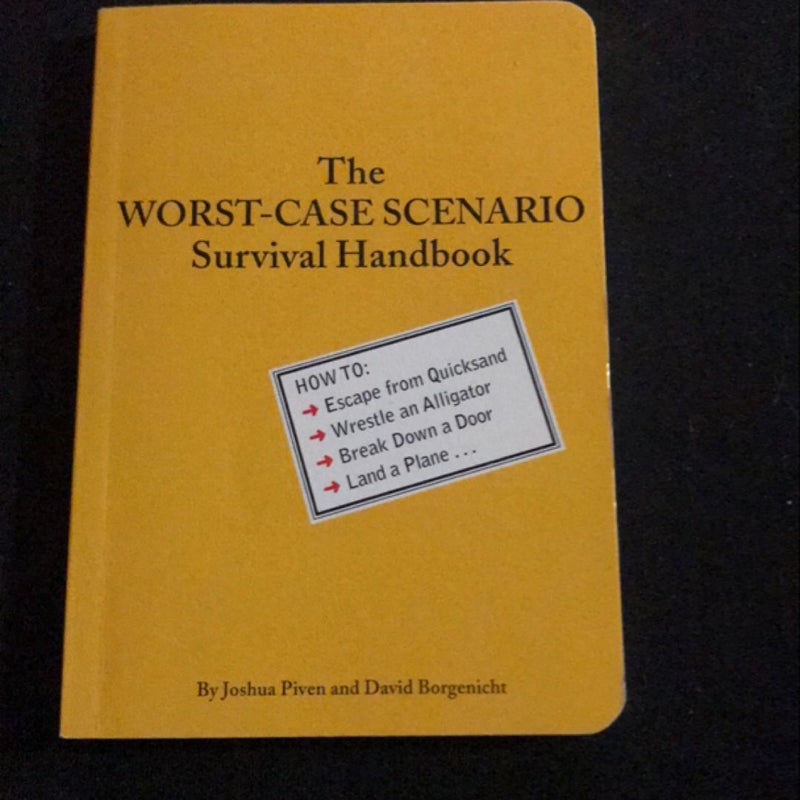 The
WORST-CASE SCENARIO
Survival Handbook
HOW TO:
➔ Escape from Quicksand
➔ Wrestle an Alligator
➔ Break Down a Door
➔ Land a Plane ...
By Joshua Piven and David Borgenicht